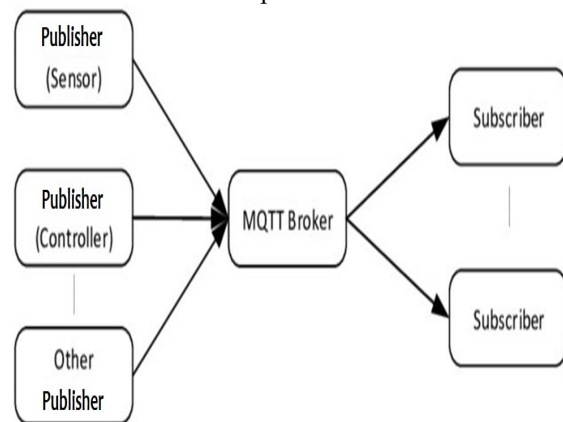 Publisher
(Sensor)
Publisher
(Controller)
Other
Publisher
MQTT Broker
Subscriber
Subscriber